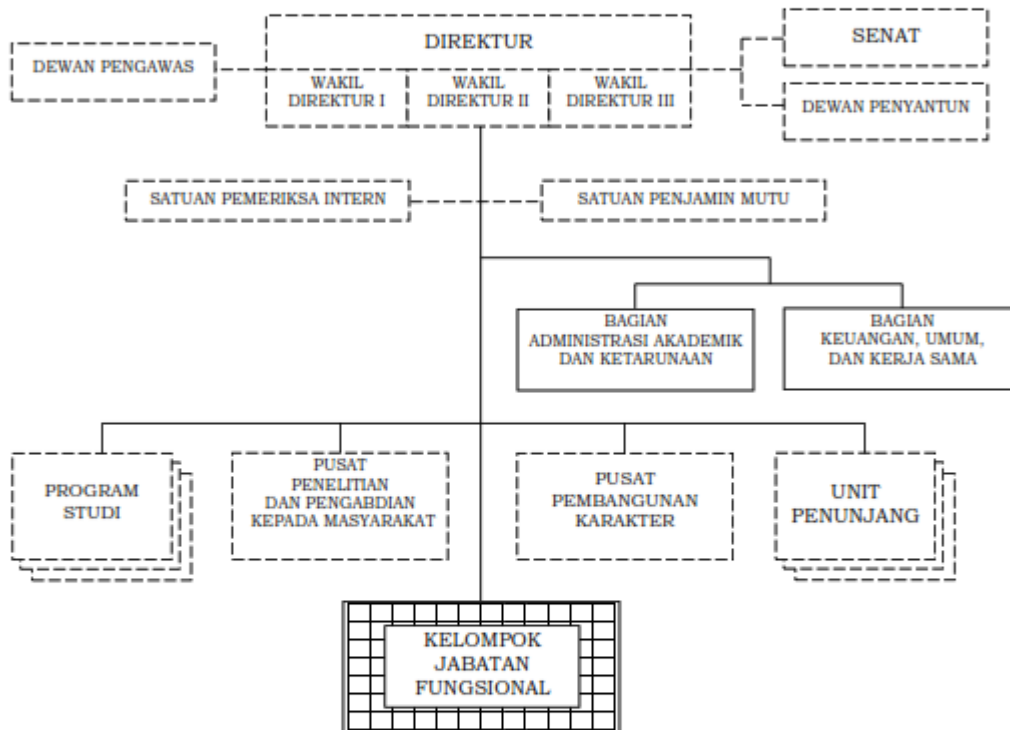 DIREKTUR
SENAT
DEWAN PENGAWAS
WAKIL
DIREKTUR I
WAKIL
DIREKTUR II
WAKIL
DIREKTUR III
DEWAN PENYANTUN
SATUAN PEMERIKSA INTERN
SATUAN PENJAMIN MUTU
BAGIAN
ADMINISTRASI AKADEMIK
DAN KETARUNAAN
BAGIAN
KEUANGAN, UMUM,
DAN KERJA SAMA
PROGRAM
STUDI
PUSAT
PENELITIAN
DAN PENGABDIAN
KEPADA MASYARAKAT
PUSAT
PEMBANGUNAN
KARAKTER
UNIT
PENUNJANG
KELOMPOK
JABATAN
FUNGSIONAL